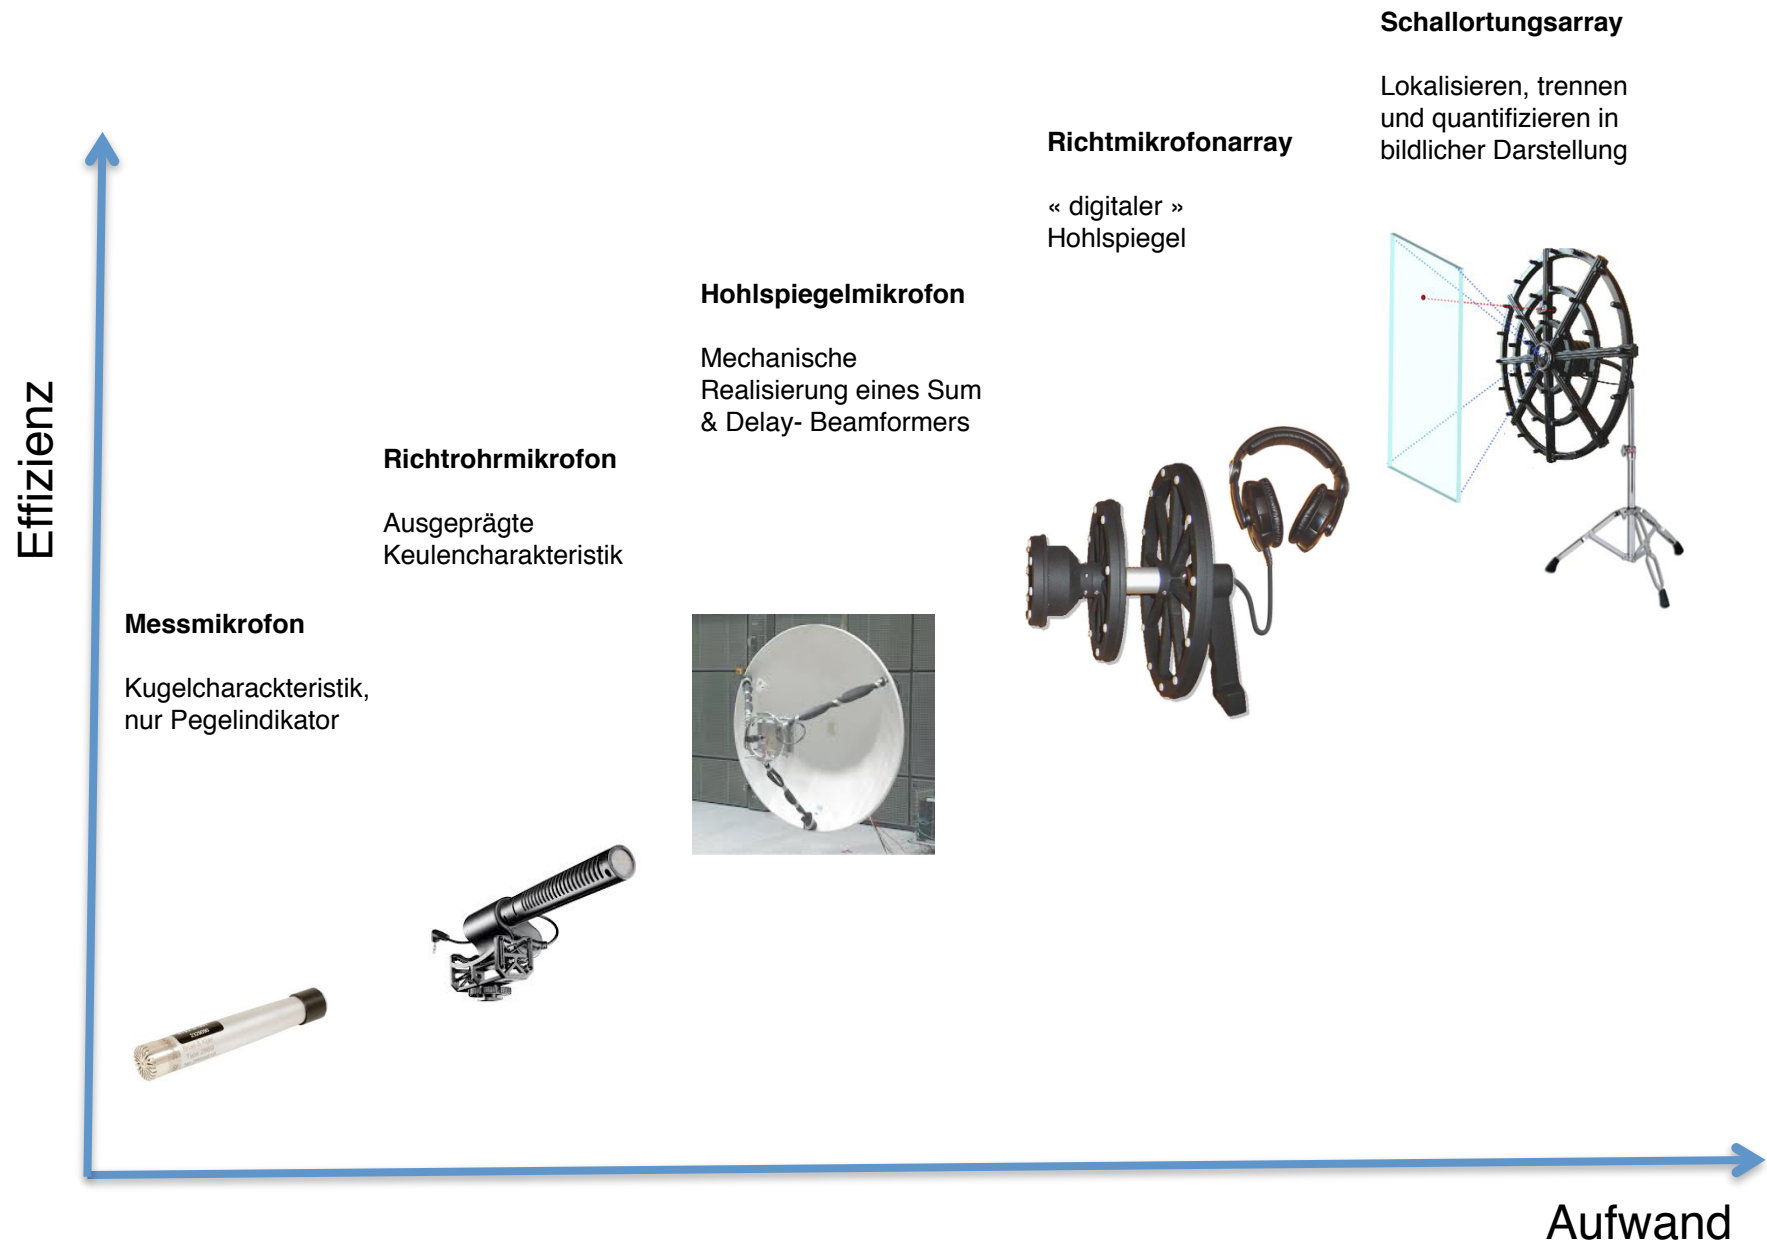 Schallortungsarray
Lokalisieren, trennen
und quantifizieren in
bildlicher Darstellung
Richtmikrofonarray
« digitaler »
Hohlspiegel
Hohlspiegelmikrofon
Mechanische
Realisierung eines Sum
& Delay- Beamformers
Richtrohrmikrofon
Ausgeprägte
Keulencharakteristik
Messmikrofon
Kugelcharackteristik,
nur Pegelindikator
Effizienz
Aufwand